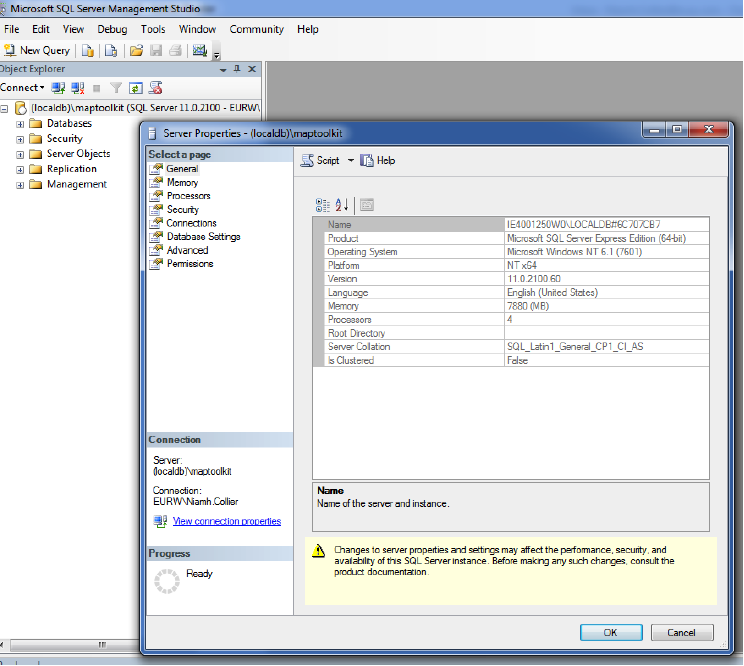 Microsoft SQL Server Management Studio
File Edit View Debug Tools Window Community Help
New Query
Object Explorer
Connect
(localdb)\maptoolkit (SQL Server 11.0.2100 - EURW\
Databases
Security
Server Objects
Replication
Management
Server Properties - (localdb)\maptoolkit
Select a page
General
Memory
Processors
Security
Connections
Database Settings
Advanced
Permissions
Script Help
Name IE4001250W0\LOCALDB#6C707CB7
Product Microsoft SQL Server Express Edition (64-bit)
Operating System Microsoft Windows NT 6.1 (7601)
Platform NT x64
Version 11.0.2100.60
Language English (United States)
Memory 7880 (MB)
Processors 4
Root Directory
Server Collation SQL_Latin1_General_CP1_CI_AS
Is Clustered False
Connection
Server:
(localdb)\maptoolkit
Connection:
EURW\Niamh.Collier
View connection properties
Progress
Ready
Name
Name of the server and instance.
Changes to server properties and settings may affect the performance, security, and
availability of this SQL Server instance. Before making any such changes, consult the
product documentation.
OK Cancel